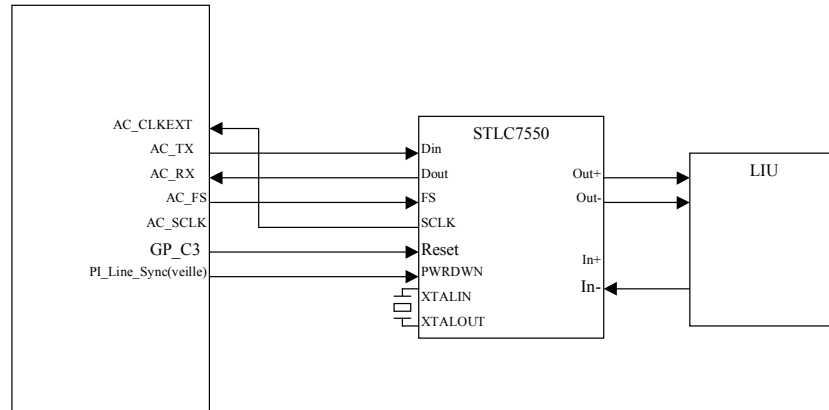 AC_CLKEXT
AC_TX
AC_RX
AC_FS
AC_SCLK
GP_C3
PI_Line_Sync(veille)
STLC7550
Din
Dout
FS
SCLK
Reset
PWRDWN
XTALIN
XTALOUT
Out+
Out-
In+
In-
LIU